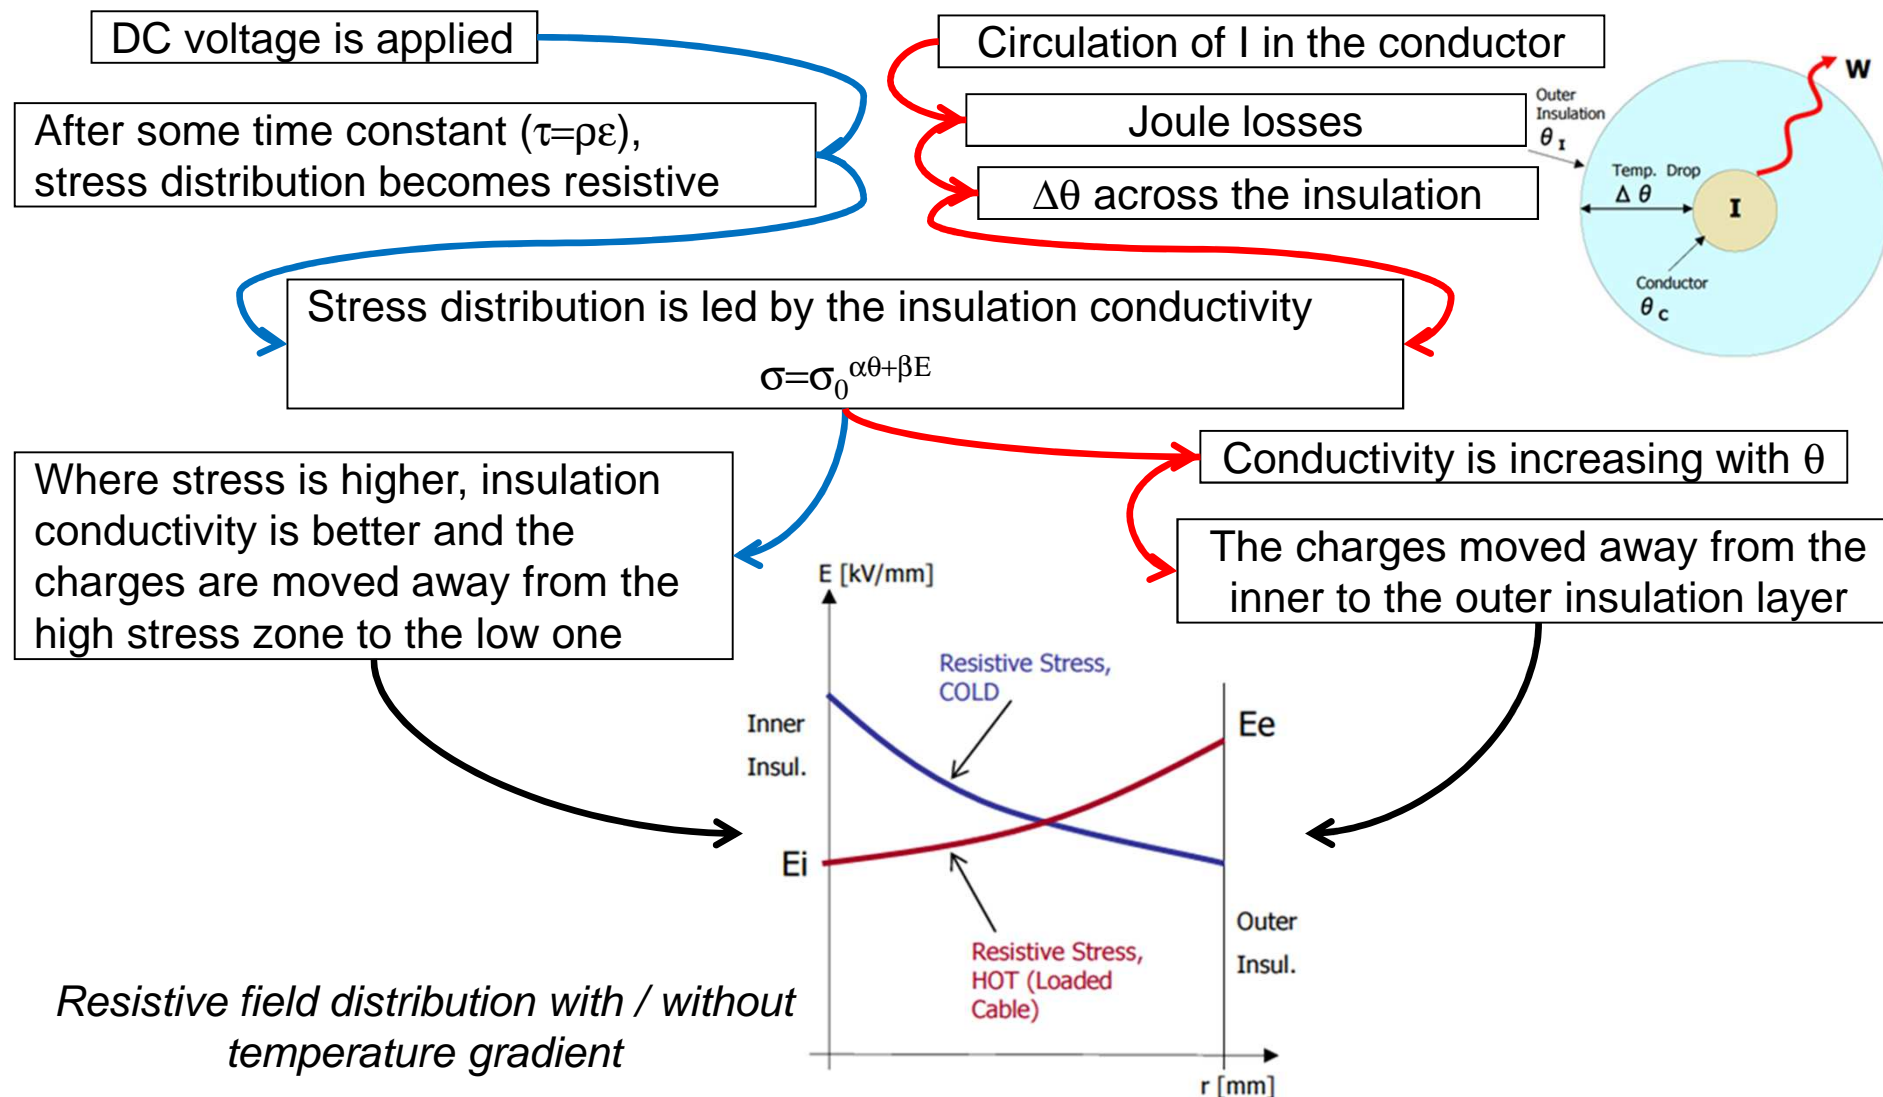 DC voltage is applied
Circulation of I in the conductor
After some time constant (τ=ρε),
stress distribution becomes resistive
Joule losses
Δθ across the insulation
W
Outer
Insulation
θ I
Temp. Drop
Δ θ
I
Conductor
θ C
Stress distribution is led by the insulation conductivity
σ=σ₀^αθ+βE
Where stress is higher, insulation
conductivity is better and the
charges are moved away from the
high stress zone to the low one
Conductivity is increasing with θ
The charges moved away from the
inner to the outer insulation layer
E [kV/mm]
Resistive Stress,
COLD
Inner
Insul.
Ee
Ei
Resistive Stress,
HOT (Loaded
Cable)
Outer
Insul.
r [mm]
Resistive field distribution with / without
temperature gradient